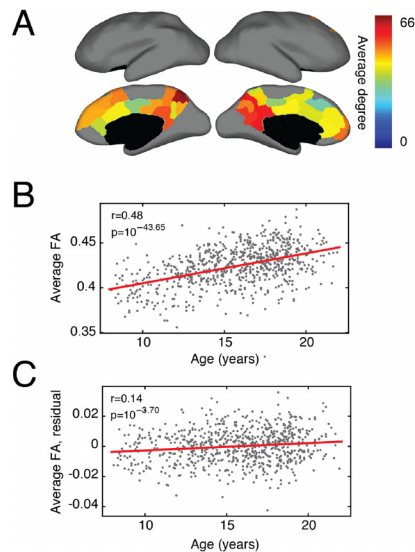 A
66
Average degree
0
B
r=0.48
p=10^-43.65
0.45
0.4
0.35
Average FA
10 15 20
Age (years)
C
r=0.14
p=10^-3.70
0.02
0
-0.02
-0.04
Average FA, residual
10 15 20
Age (years)